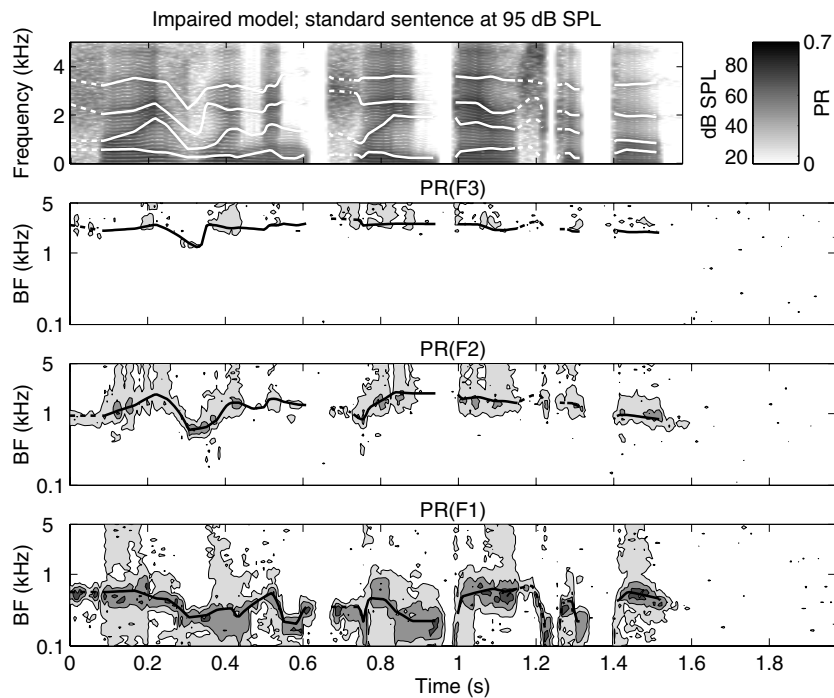 Impaired model; standard sentence at 95 dB SPL
Frequency (kHz)
4
2
0
dB SPL
80
60
40
20
PR
0.7
0
PR(F3)
BF (kHz)
5
1
0.1
PR(F2)
BF (kHz)
5
1
0.1
PR(F1)
BF (kHz)
5
1
0.1
0 0.2 0.4 0.6 0.8 1 1.2 1.4 1.6 1.8
Time (s)